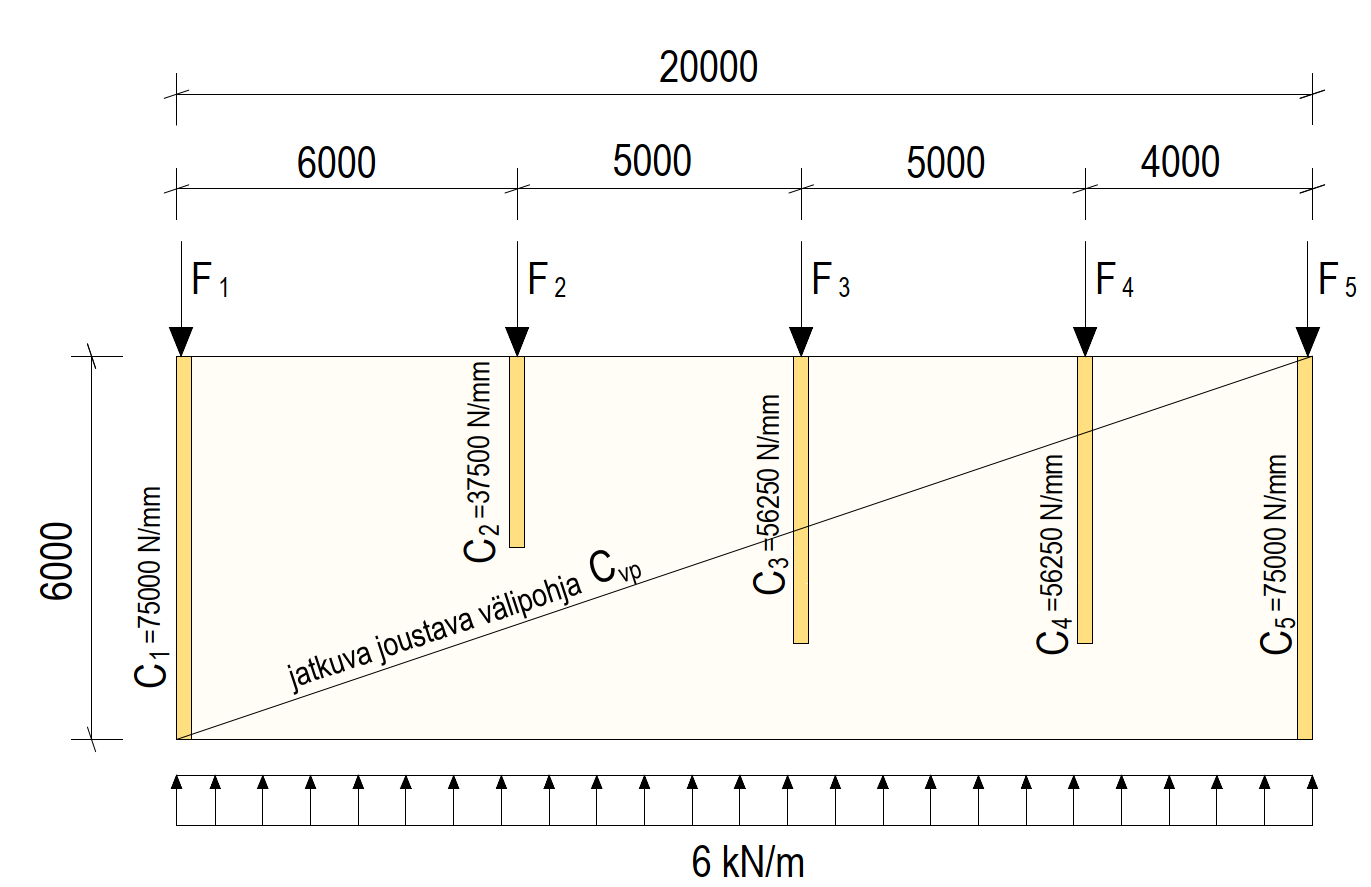 20000
6000 5000 5000 4000
F1 F2 F3 F4 F5
6000
C1 =75000 N/mm
C2 =37500 N/mm
C3 =56250 N/mm
C4 =56250 N/mm
C5 =75000 N/mm
jatkuva joustava välipohja Cvp
6 kN/m